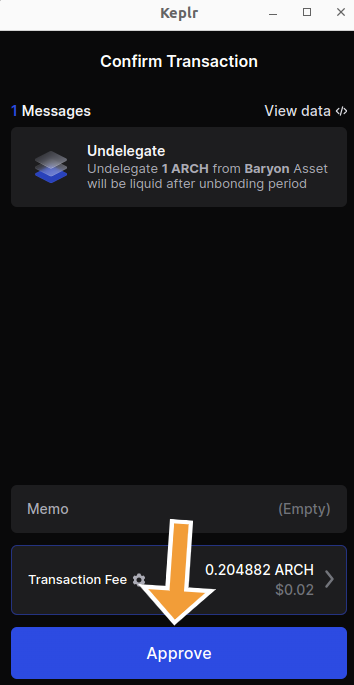 Keplr
Confirm Transaction
1 Messages View data </>
Undelegate
Undelegate 1 ARCH from Baryon Asset
will be liquid after unbonding period
Memo (Empty)
Transaction Fee 0.204882 ARCH
$0.02
Approve